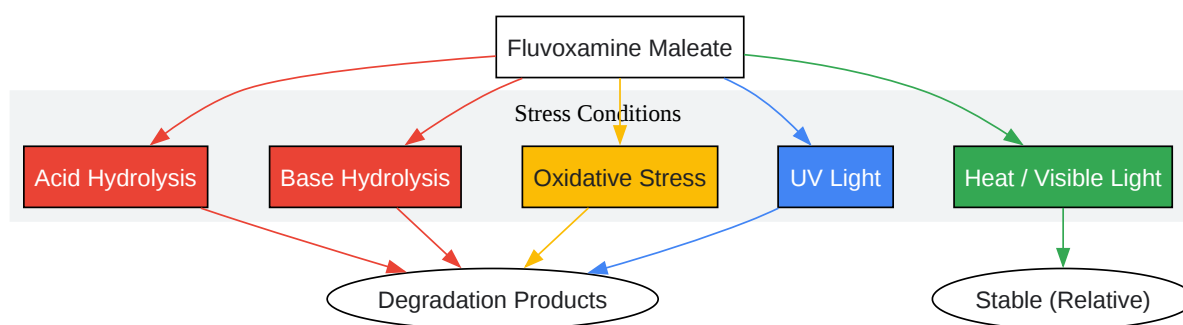 Fluvoxamine Maleate
Stress Conditions
Acid Hydrolysis
Base Hydrolysis
Oxidative Stress
UV Light
Heat / Visible Light
Degradation Products
Stable (Relative)